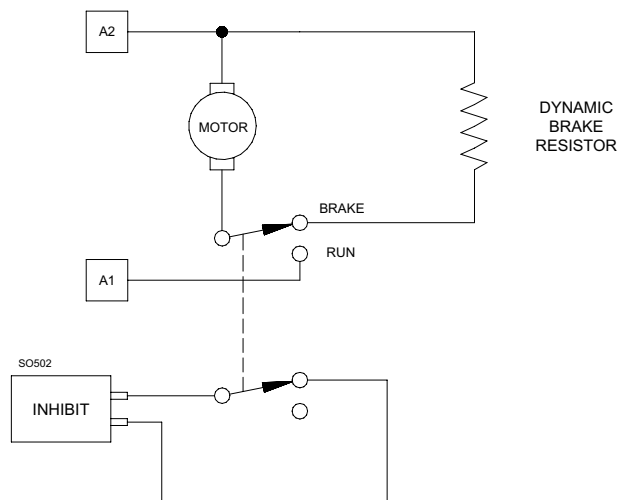 A2
MOTOR
DYNAMIC
BRAKE
RESISTOR
BRAKE
RUN
A1
SO502
INHIBIT